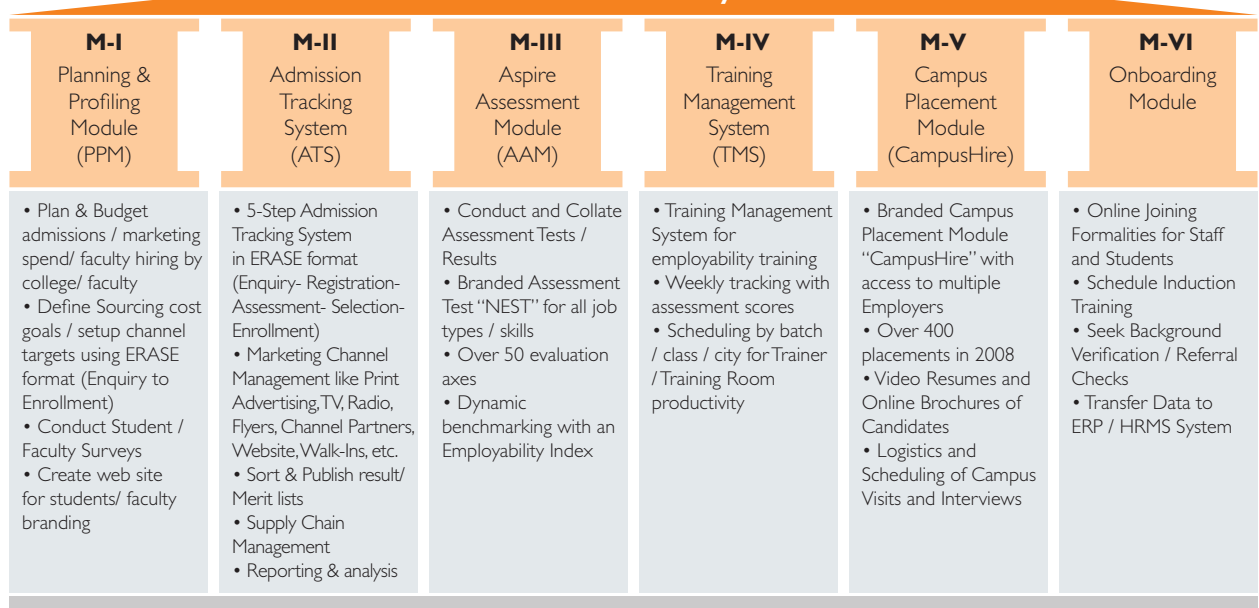 M-I
Planning &
Profiling
Module
(PPM)
• Plan & Budget
admissions / marketing
spend/ faculty hiring by
college/ faculty
• Define Sourcing cost
goals / setup channel
targets using ERASE
format (Enquiry to
Enrollment)
• Conduct Student /
Faculty Surveys
• Create web site
for students/ faculty
branding
M-II
Admission
Tracking
System
(ATS)
• 5-Step Admission
Tracking System
in ERASE format
(Enquiry- Registration-
Assessment- Selection-
Enrollment)
• Marketing Channel
Management like Print
Advertising, TV, Radio,
Flyers, Channel Partners,
Website, Walk-Ins, etc.
• Sort & Publish result/
Merit lists
• Supply Chain
Management
• Reporting & analysis
M-III
Aspire
Assessment
Module
(AAM)
• Conduct and Collate
Assessment Tests /
Results
• Branded Assessment
Test “NEST” for all job
types / skills
• Over 50 evaluation
axes
• Dynamic
benchmarking with an
Employability Index
M-IV
Training
Management
System
(TMS)
• Training Management
System for
employability training
• Weekly tracking with
assessment scores
• Scheduling by batch
/ class / city for Trainer
/ Training Room
productivity
M-V
Campus
Placement
Module
(CampusHire)
• Branded Campus
Placement Module
“CampusHire” with
access to multiple
Employers
• Over 400
placements in 2008
• Video Resumes and
Online Brochures of
Candidates
• Logistics and
Scheduling of Campus
Visits and Interviews
M-VI
Onboarding
Module
• Online Joining
Formalities for Staff
and Students
• Schedule Induction
Training
• Seek Background
Verification / Referral
Checks
• Transfer Data to
ERP / HRMS System